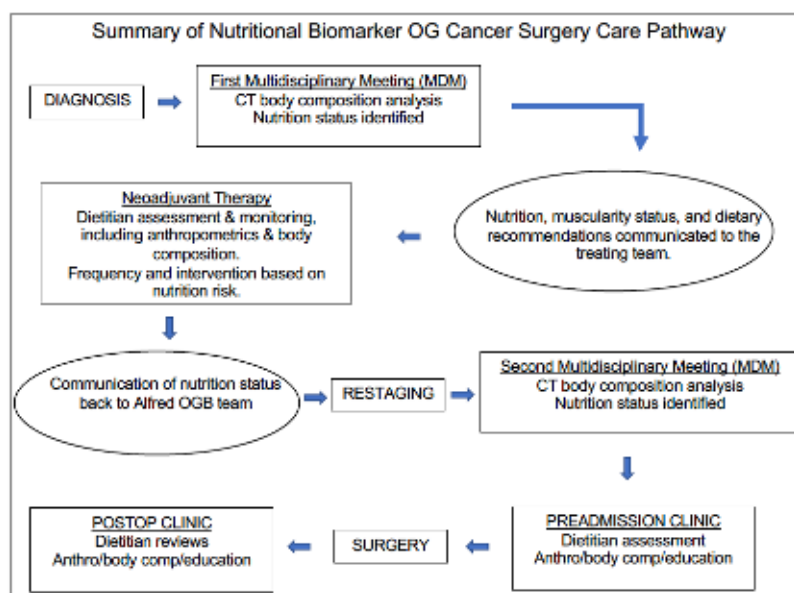 Summary of Nutritional Biomarker OG Cancer Surgery Care Pathway
DIAGNOSIS
First Multidisciplinary Meeting (MDM)
CT body composition analysis
Nutrition status identified
Nutrition, muscularity status, and dietary
recommendations communicated to the
treating team.
Neoadjuvant Therapy
Dietitian assessment & monitoring,
including anthropometrics & body
composition.
Frequency and intervention based on
nutrition risk.
Communication of nutrition status
back to Alfred OGB team
RESTAGING
Second Multidisciplinary Meeting (MDM)
CT body composition analysis
Nutrition status identified
PREADMISSION CLINIC
Dietitian assessment
Anthro/body comp/education
SURGERY
POSTOP CLINIC
Dietitian reviews
Anthro/body comp/education